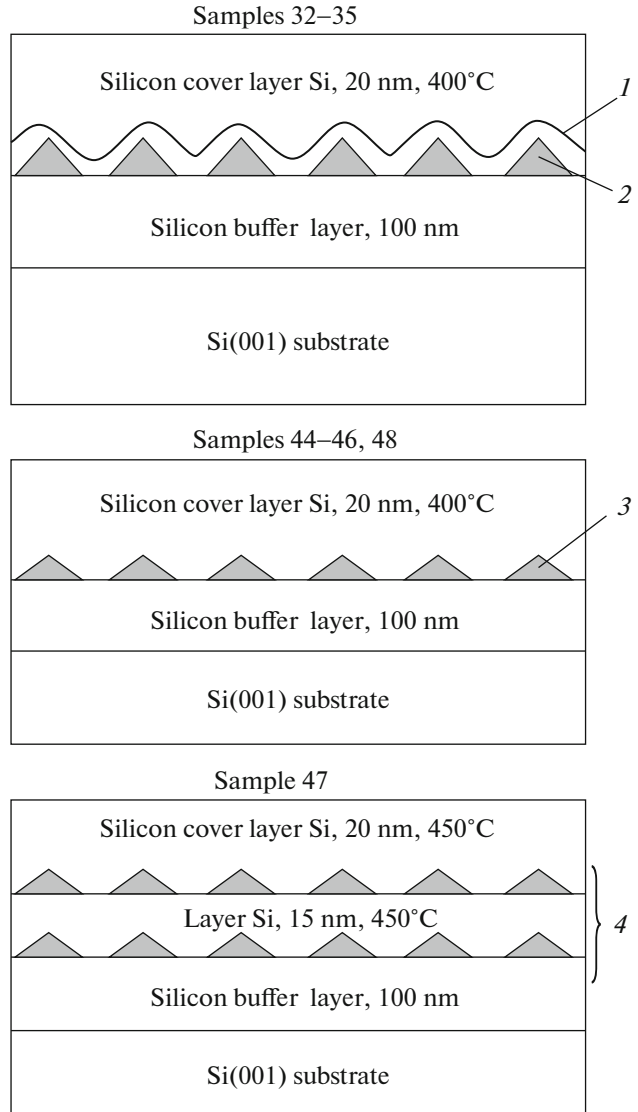 Samples 32–35
Silicon cover layer Si, 20 nm, 400°C
1
2
Silicon buffer layer, 100 nm
Si(001) substrate
Samples 44–46, 48
Silicon cover layer Si, 20 nm, 400°C
3
Silicon buffer layer, 100 nm
Si(001) substrate
Sample 47
Silicon cover layer Si, 20 nm, 450°C
Layer Si, 15 nm, 450°C
4
Silicon buffer layer, 100 nm
Si(001) substrate